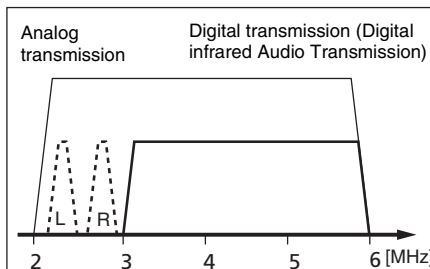 Analog
transmission
Digital transmission (Digital
infrared Audio Transmission)
L
R
2 3 4 5 6 [MHz]